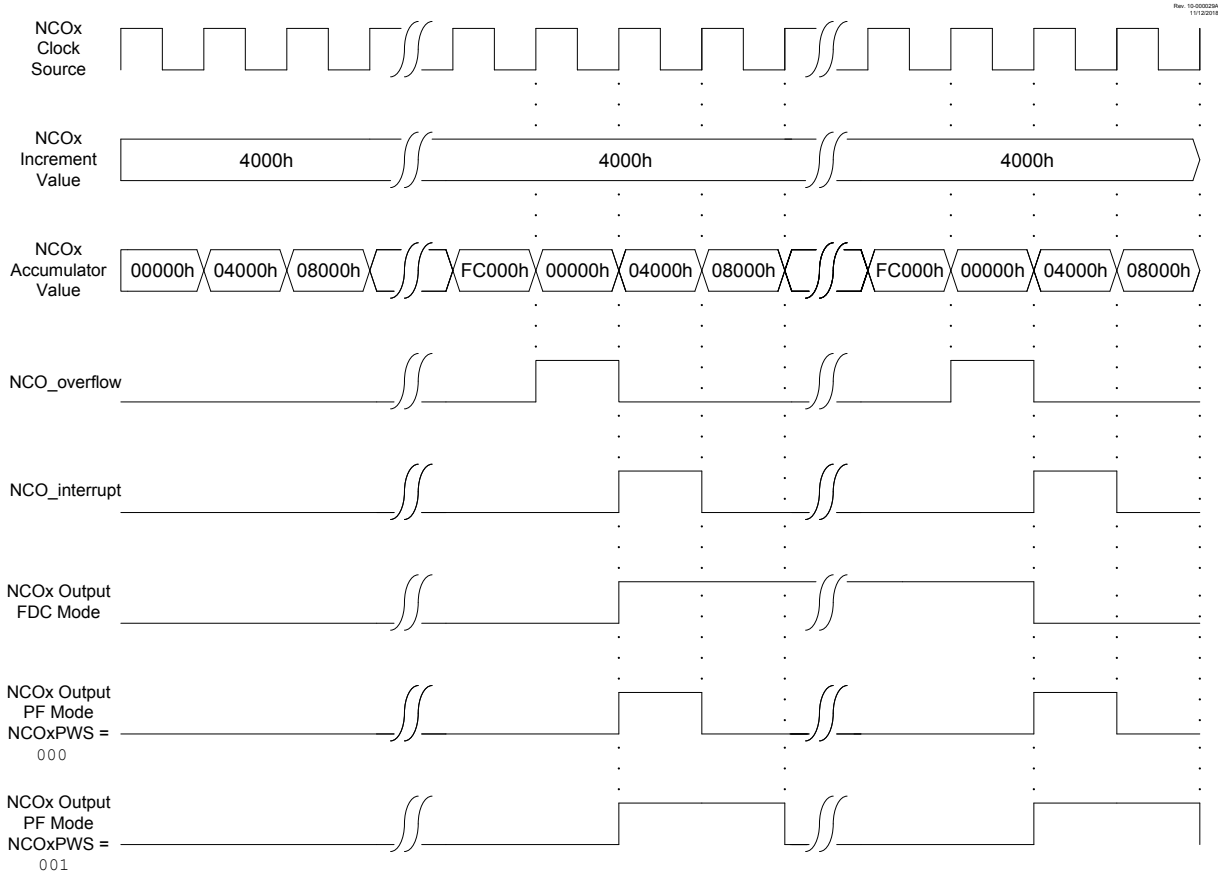 Rev. 10-000029A
11/12/2018
NCOx
Clock
Source
NCOx
Increment
Value
4000h
4000h
4000h
NCOx
Accumulator
Value
00000h
04000h
08000h
FC000h
00000h
04000h
08000h
FC000h
00000h
04000h
08000h
NCO_overflow
NCO_interrupt
NCOx Output
FDC Mode
NCOx Output
PF Mode
NCOxPWS =
000
NCOx Output
PF Mode
NCOxPWS =
001